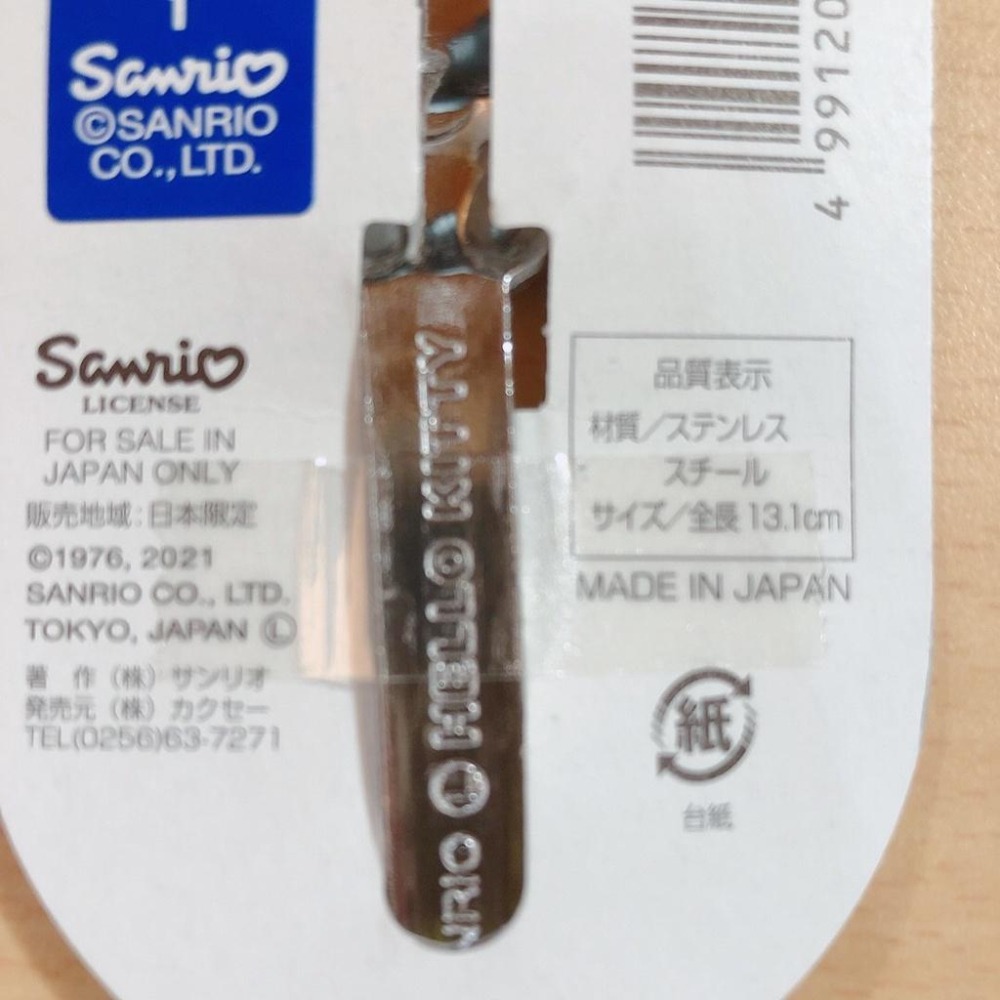 Sanrio
©SANRIO
CO.,LTD.
4 99120
Sanrio
LICENSE
FOR SALE IN
JAPAN ONLY
販売地域:日本限定
©1976, 2021
SANRIO CO., LTD.
TOKYO, JAPAN Ⓛ
著 作 (株) サンリオ
発売元 (株) カクセー
TEL(0256)63-7271
NRIO Ⓛ HELLO KITTY
品質表示
材質/ステンレス
スチール
サイズ/全長 13.1cm
MADE IN JAPAN
紙
台紙